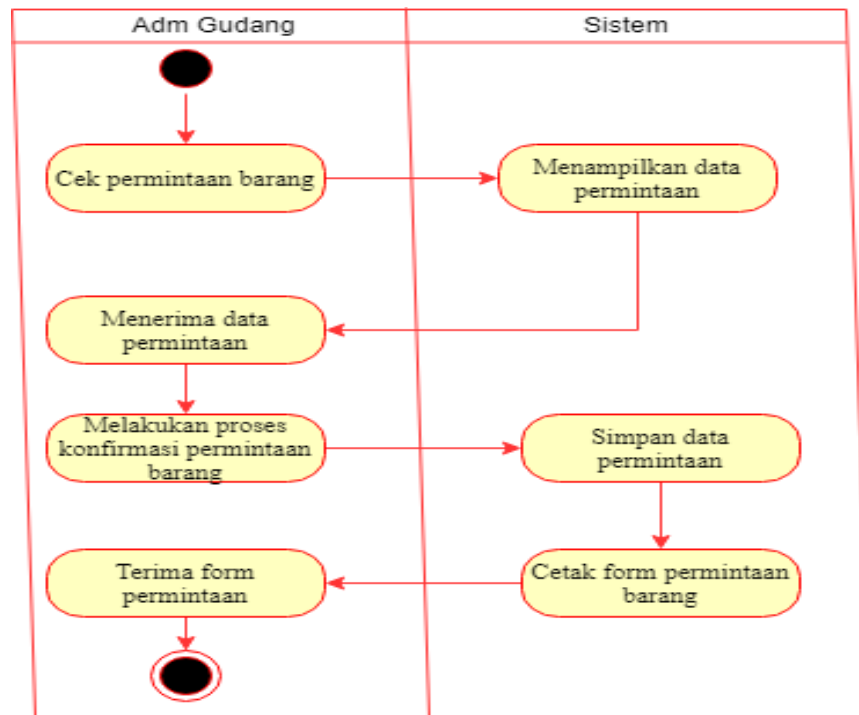 Adm Gudang
Sistem
Cek permintaan barang
Menampilkan data
permintaan
Menerima data
permintaan
Melakukan proses
konfirmasi permintaan
barang
Simpan data
permintaan
Terima form
permintaan
Cetak form permintaan
barang